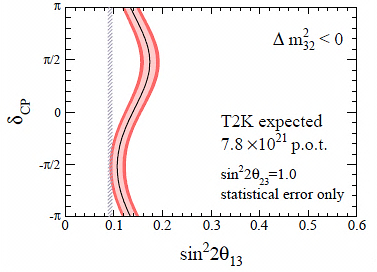 π
π/2
0
-π/2
-π
δCP
Δ m²₃₂ < 0
T2K expected
7.8 ×10²¹ p.o.t.
sin²2θ₂₃=1.0
statistical error only
0 0.1 0.2 0.3 0.4 0.5 0.6
sin²2θ₁₃